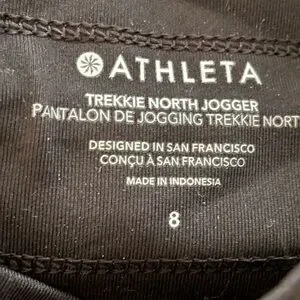 ATHLETA
TREKKIE NORTH JOGGER
PANTALON DE JOGGING TREKKIE NORT
DESIGNED IN SAN FRANCISCO
CONÇU À SAN FRANCISCO
MADE IN INDONESIA
8